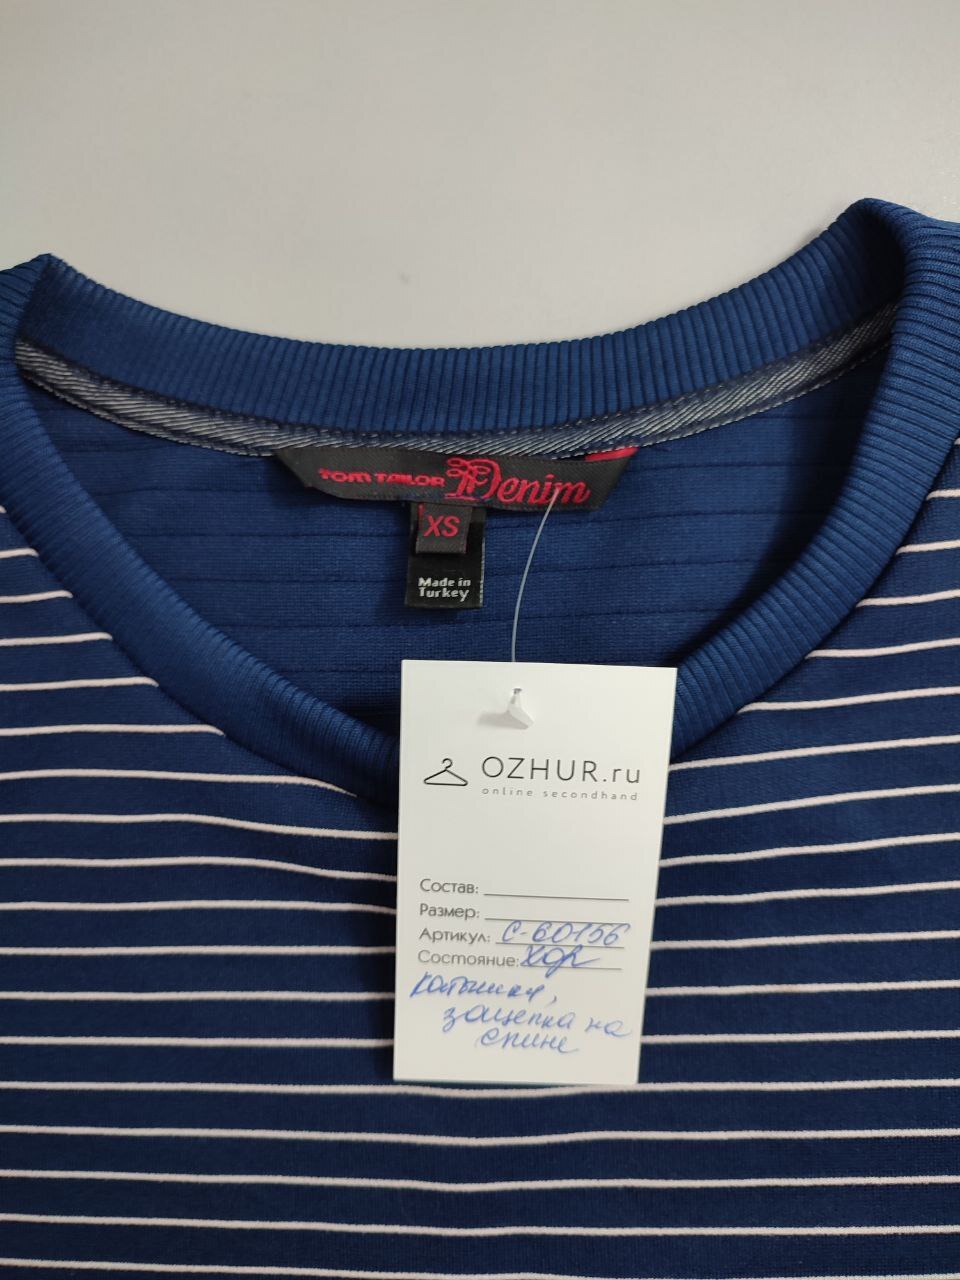 TOM TAILOR Denim
XS
Made in
Turkey
OZHUR.ru
online secondhand
Состав:
Размер:
Артикул: С-60156
Состояние: Хор
катышки,
зацепка на
спине